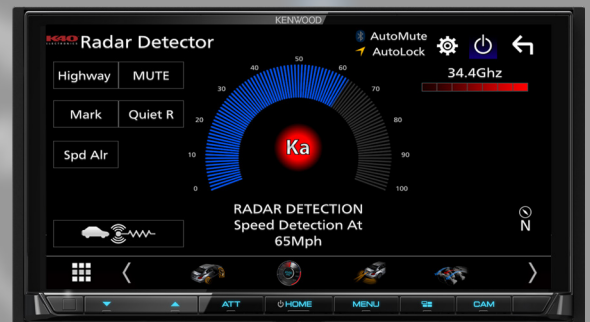 KENWOOD
K40 Radar Detector
ELECTRONICS
AutoMute
AutoLock
Highway
MUTE
34.4Ghz
Mark
Quiet R
Spd Alr
0
10
20
30
40
50
60
70
80
90
100
Ka
RADAR DETECTION
Speed Detection At
65Mph
N
ATT
HOME
MENU
CAM